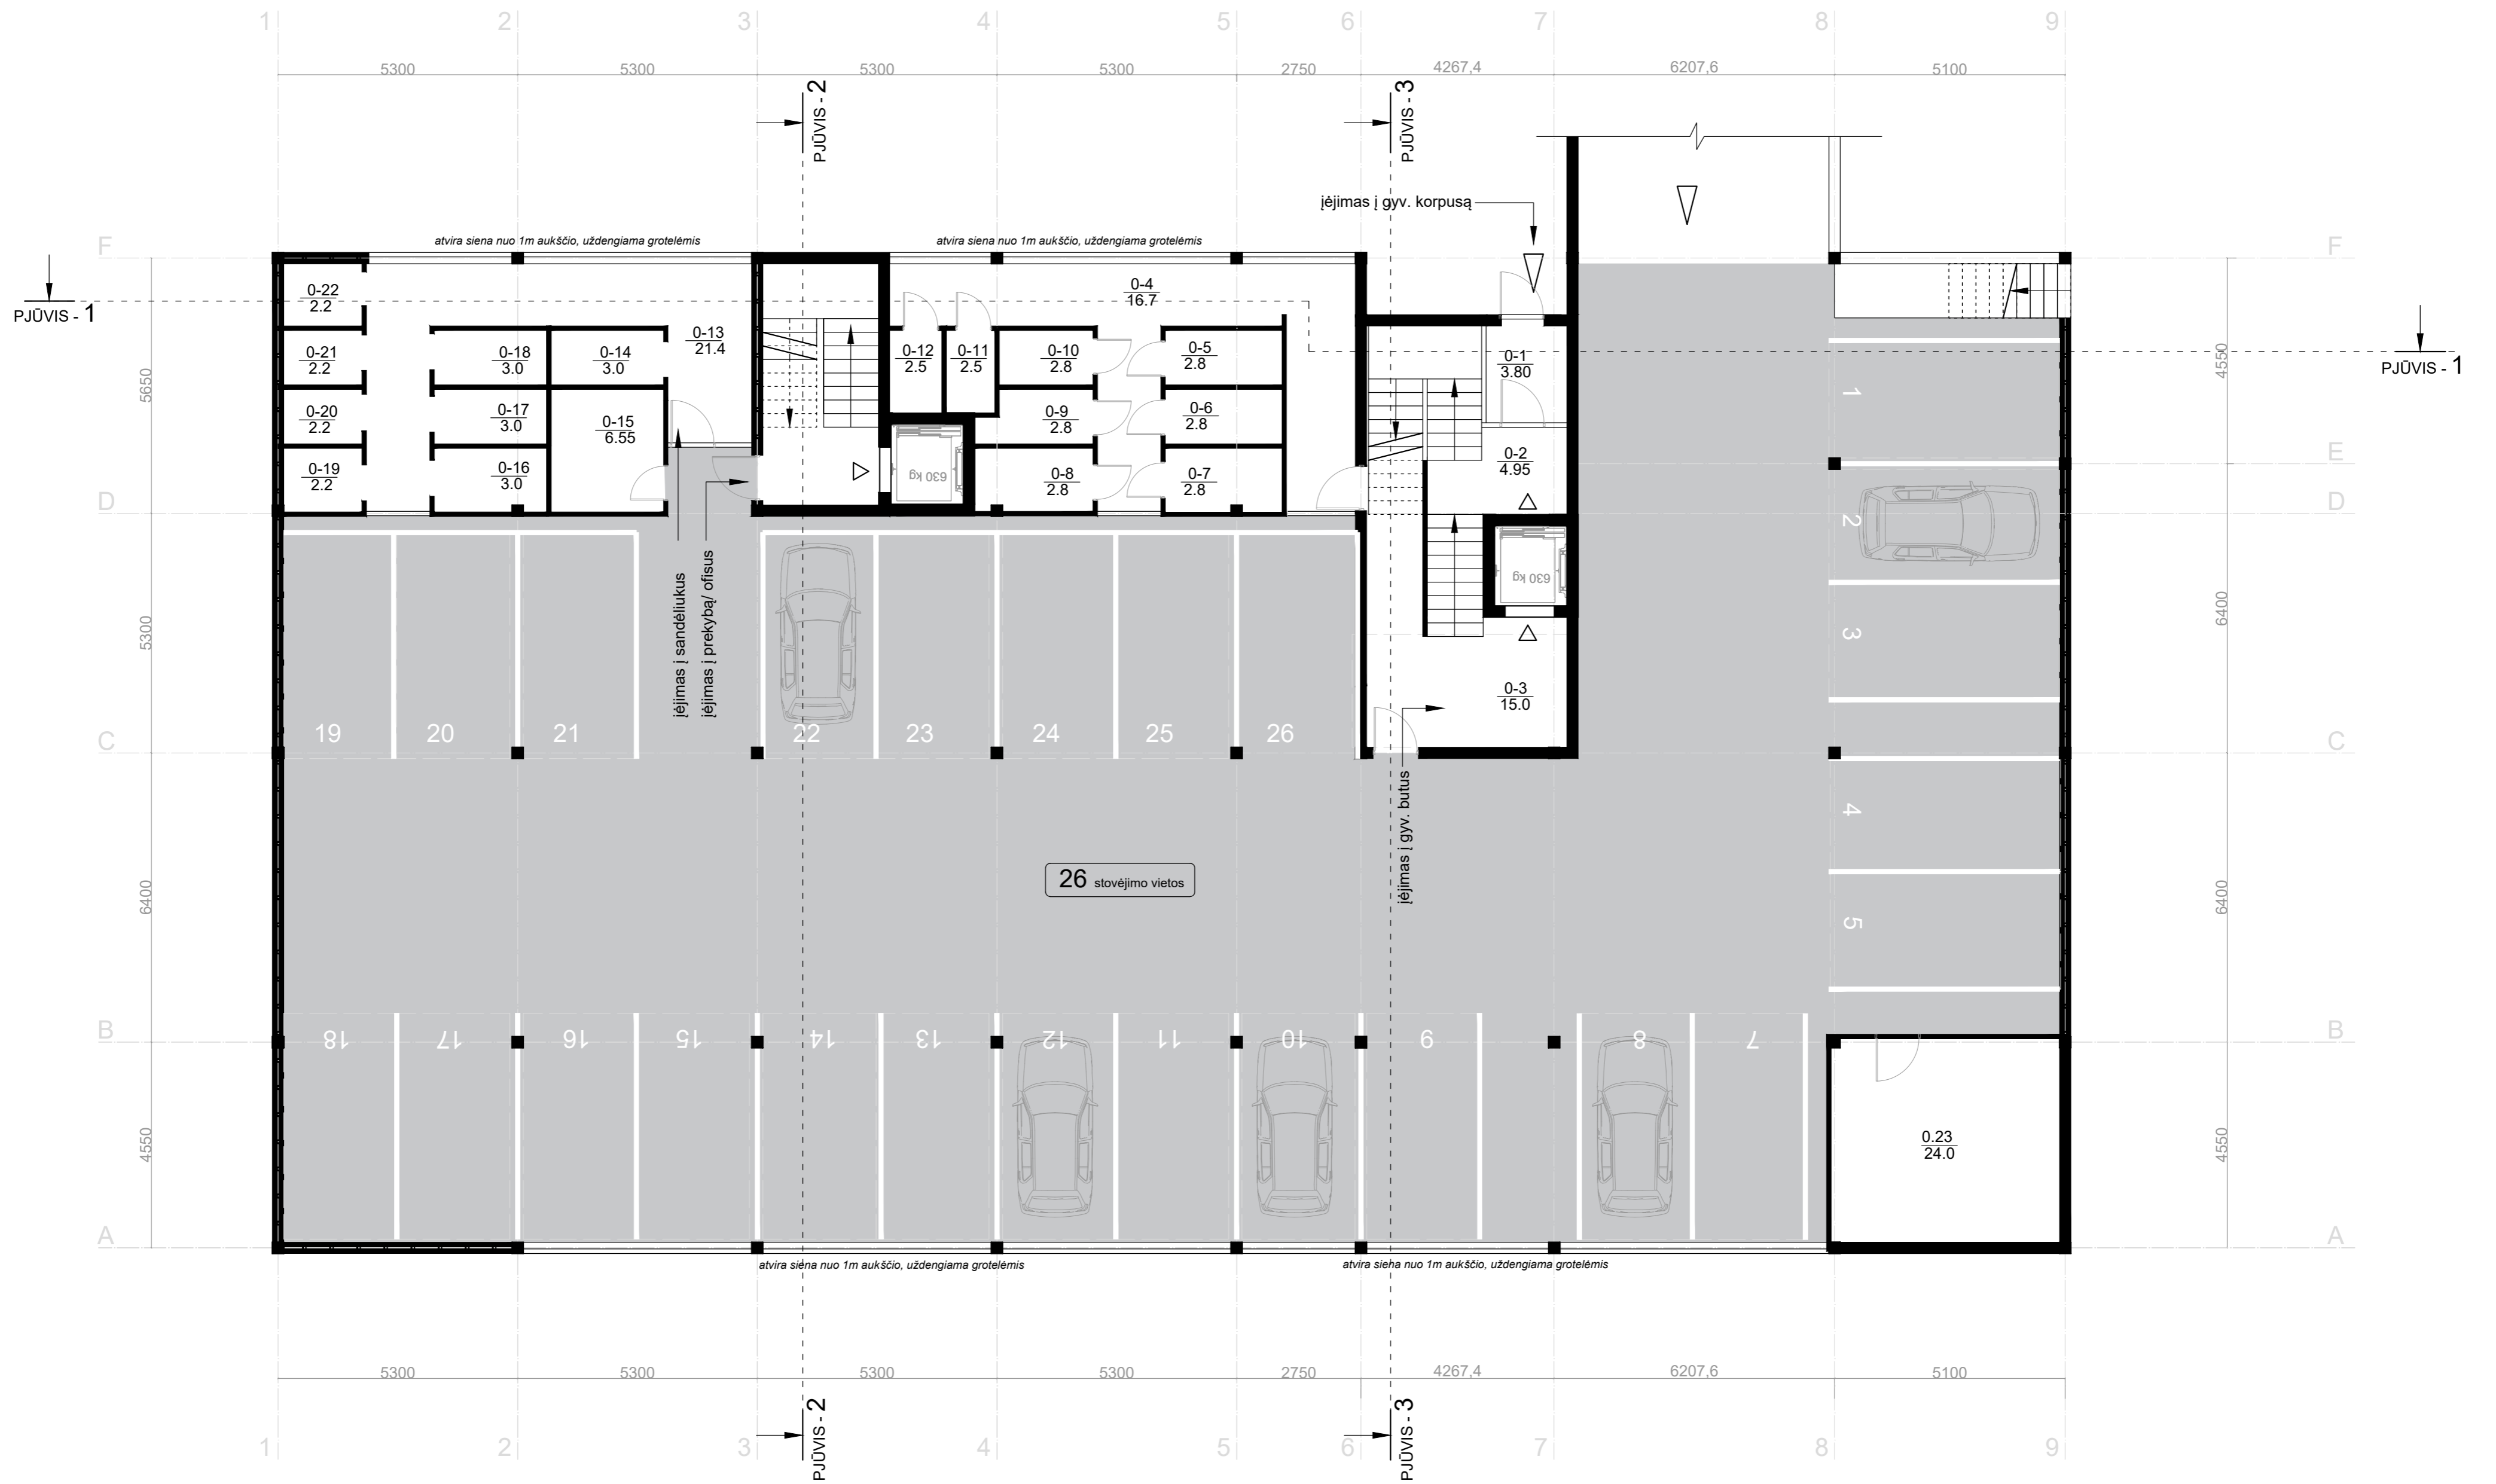 1 2 3 4 5 6 7 8 9
5300 5300 5300 5300 2750 4267,4 6207,6 5100
PJŪVIS - 2
PJŪVIS - 3
įėjimas į gyv. korpusą
F
atvira siena nuo 1m aukščio, uždengiama grotelėmis
atvira siena nuo 1m aukščio, uždengiama grotelėmis
F
PJŪVIS - 1
0-22
2.2
0-4
16.7
0-21
2.2
0-18
3.0
0-14
3.0
0-13
21.4
0-12
2.5
0-11
2.5
0-10
2.8
0-5
2.8
0-1
3.80
4550
PJŪVIS - 1
5650
1
0-20
2.2
0-17
3.0
0-15
6.55
0-9
2.8
0-6
2.8
0-19
2.2
0-16
3.0
630 kg
0-8
2.8
0-7
2.8
0-2
4.95
E
E
D
D
2
630 kg
5300
įėjimas į sandėliukus
įėjimas į prekybą/ ofisus
3
6400
0-3
15.0
19 20 21 22 23 24 25 26
C
C
įėjimas į gyv. butus
4
26 stovėjimo vietos
6400
6400
5
B
18 17 16 15 14 13 12 11 10 9 8 7
B
4550
0.23
24.0
4550
A
A
atvira siena nuo 1m aukščio, uždengiama grotelėmis
atvira siena nuo 1m aukščio, uždengiama grotelėmis
5300 5300 5300 5300 2750 4267,4 6207,6 5100
PJŪVIS - 2
PJŪVIS - 3
1 2 3 4 5 6 7 8 9